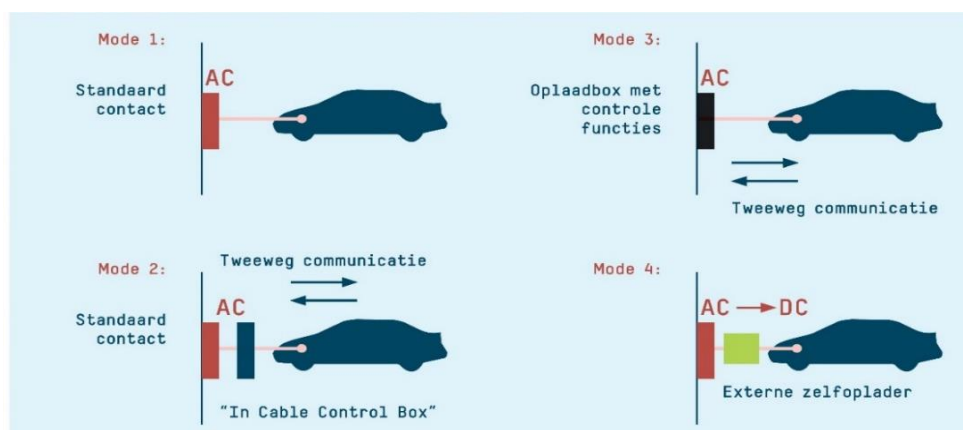 Mode 1:
AC
Standaard
contact
Mode 3:
AC
Oplaadbox met
controle
functies
Tweeweg communicatie
Mode 2:
Tweeweg communicatie
AC
Standaard
contact
"In Cable Control Box"
Mode 4:
AC → DC
Externe zelfoplader